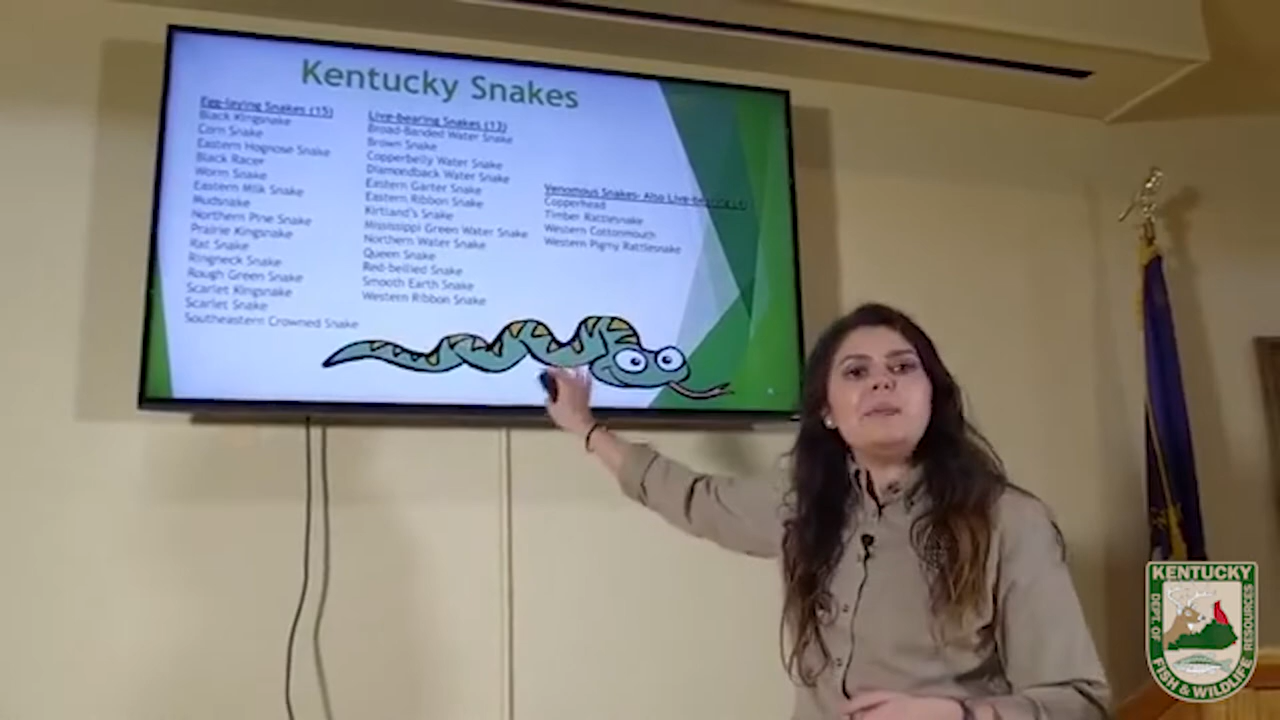 Kentucky Snakes
Egg-laying Snakes (15)
Black Kingsnake
Corn Snake
Eastern Hognose Snake
Black Racer
Worm Snake
Eastern Milk Snake
Mudsnake
Northern Pine Snake
Prairie Kingsnake
Rat Snake
Ringneck Snake
Rough Green Snake
Scarlet Kingsnake
Scarlet Snake
Southeastern Crowned Snake
Live-bearing Snakes (13)
Broad-Banded Water Snake
Brown Snake
Copperbelly Water Snake
Diamondback Water Snake
Eastern Garter Snake
Eastern Ribbon Snake
Kirtland's Snake
Mississippi Green Water Snake
Northern Water Snake
Queen Snake
Red-bellied Snake
Smooth Earth Snake
Western Ribbon Snake
Venomous Snakes- Also
Copperhead
Timber Rattlesnake
Western Cottonmouth
Western Pigmy Rattlesnake
KENTUCKY
DEPT. OF
FISH & WILDLIFE
RESOURCES